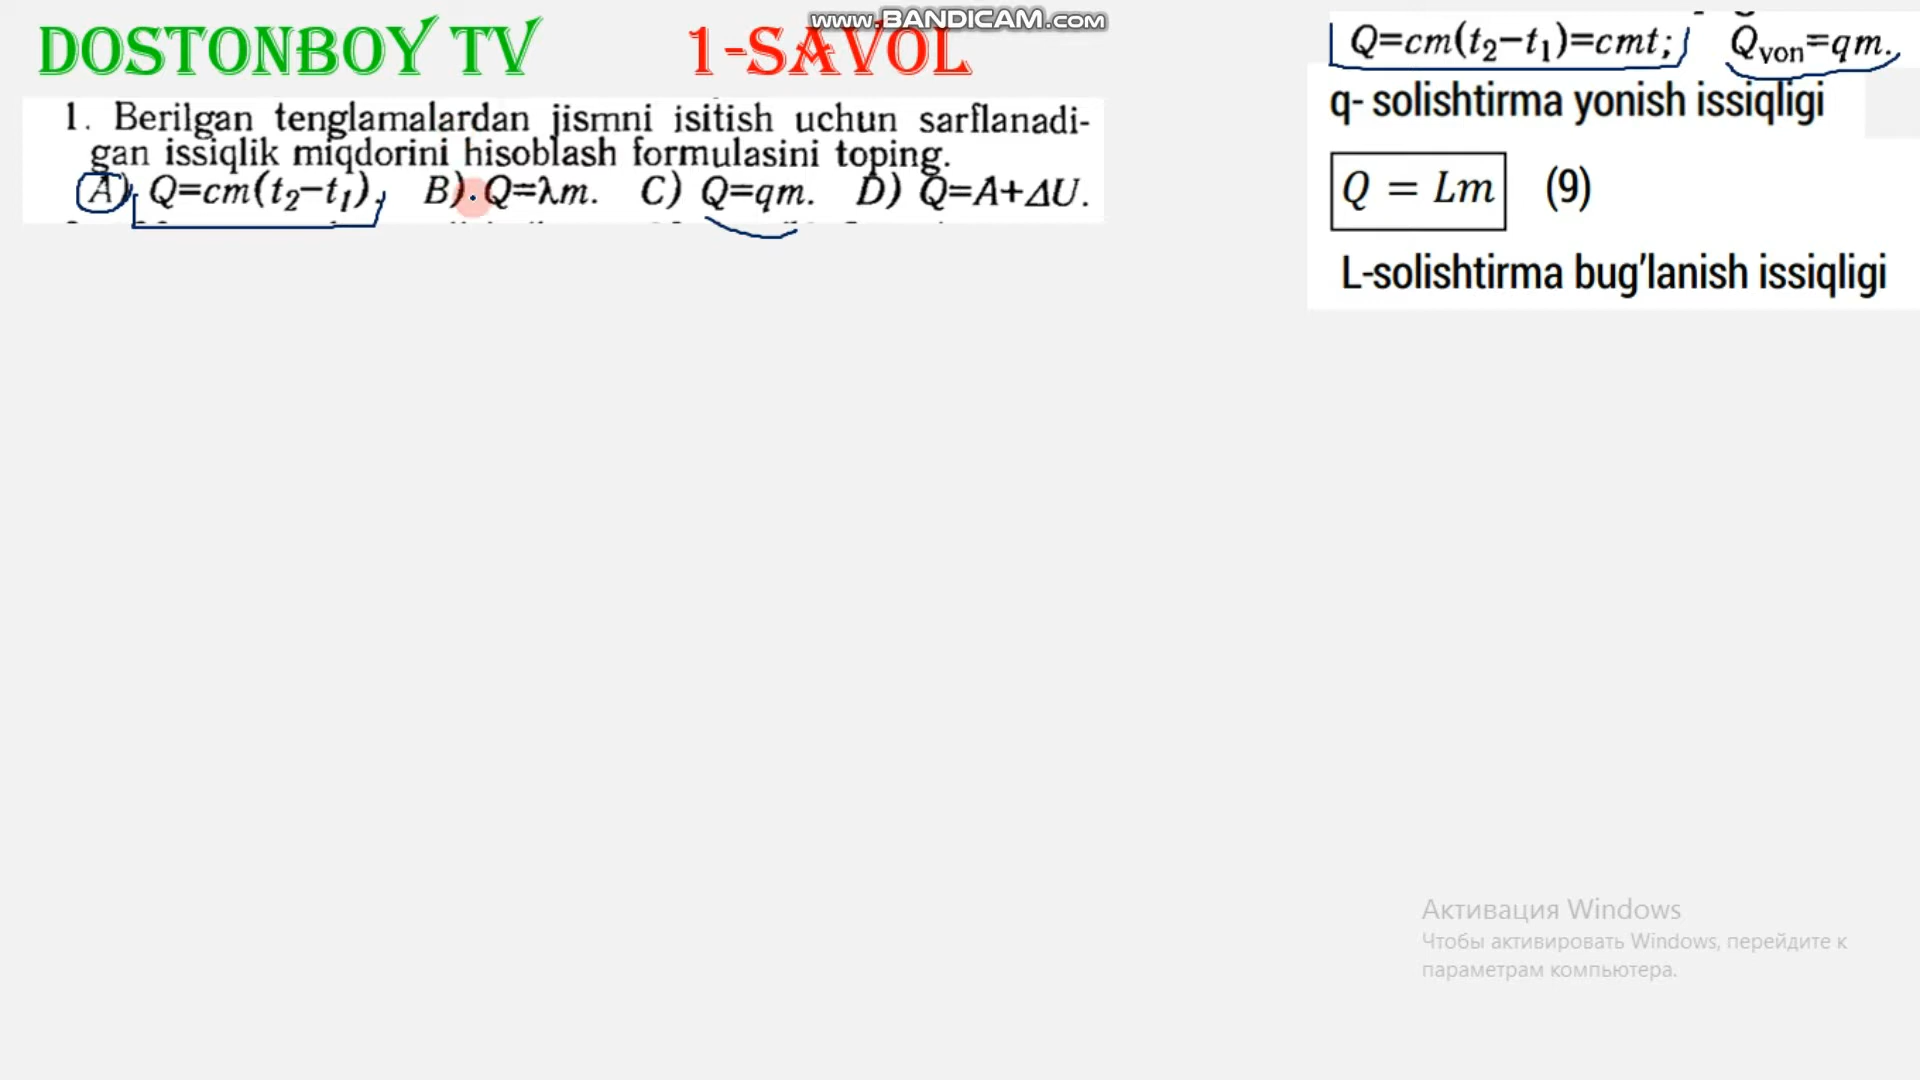 www.BANDICAM.com
DOSTONBOY TV
1-SAVOL
1. Berilgan tenglamalardan jismni isitish uchun sarflanadi-
gan issiqlik miqdorini hisoblash formulasini toping.
A) Q=cm(t₂−t₁). B) Q=λm. C) Q=qm. D) Q=A+ΔU.
Q=cm(t₂−t₁)=cmt; Qyon=qm.
q- solishtirma yonish issiqligi
Q = Lm (9)
L-solishtirma bug'lanish issiqligi
Активация Windows
Чтобы активировать Windows, перейдите к
параметрам компьютера.